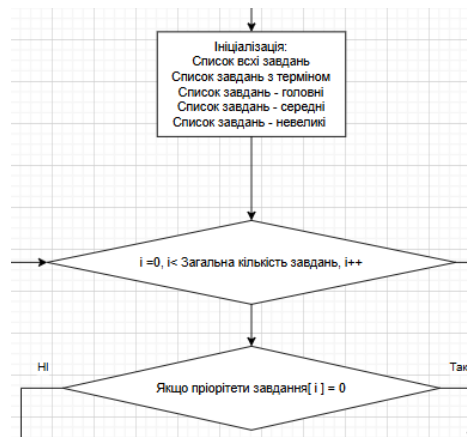 Ініціалізація:
Список всхі завдань
Список завдань з терміном
Список завдань - головні
Список завдань - середні
Список завдань - невеликі
і =0, i< Загальна кількість завдань, i++
НІ
Так
Якщо пріорітети завдання[ i ] = 0